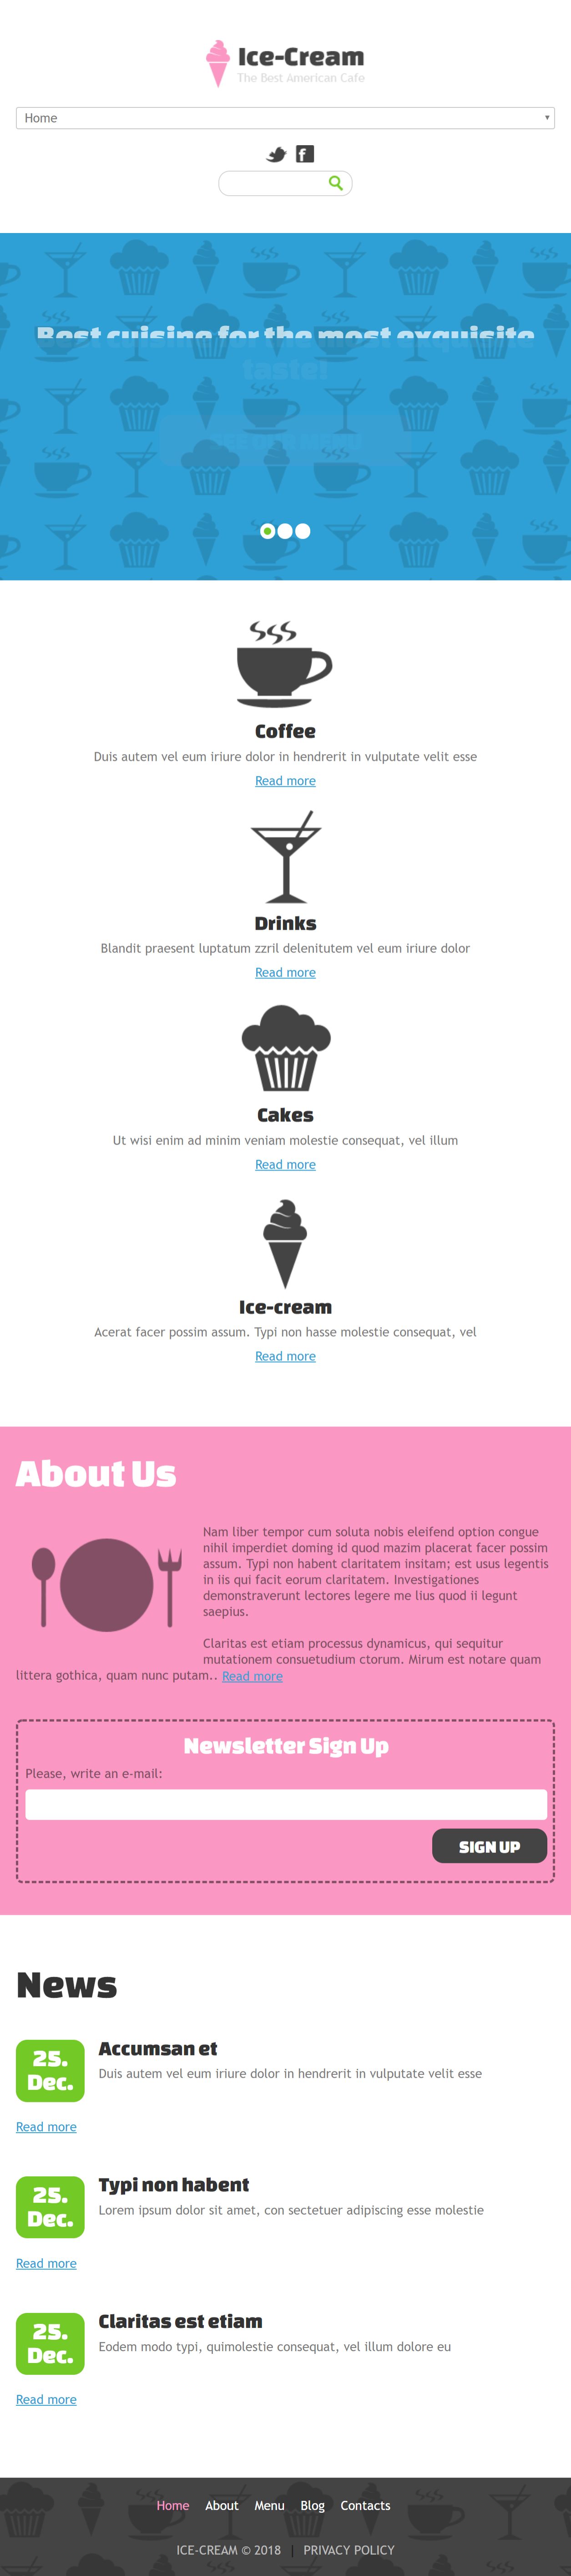 Ice-Cream
The Best American Cafe
Home
Best cuisine for the most exquisite
taste!
Coffee
Duis autem vel eum iriure dolor in hendrerit in vulputate velit esse
Read more
Drinks
Blandit praesent luptatum zzril delenitutem vel eum iriure dolor
Read more
Cakes
Ut wisi enim ad minim veniam molestie consequat, vel illum
Read more
Ice-cream
Acerat facer possim assum. Typi non hasse molestie consequat, vel
Read more
About Us
Nam liber tempor cum soluta nobis eleifend option congue
nihil imperdiet doming id quod mazim placerat facer possim
assum. Typi non habent claritatem insitam; est usus legentis
in iis qui facit eorum claritatem. Investigationes
demonstraverunt lectores legere me lius quod ii legunt
saepius.
Claritas est etiam processus dynamicus, qui sequitur
mutationem consuetudium ctorum. Mirum est notare quam
littera gothica, quam nunc putam.. Read more
Newsletter Sign Up
Please, write an e-mail:
SIGN UP
News
25.
Dec.
Accumsan et
Duis autem vel eum iriure dolor in hendrerit in vulputate velit esse
Read more
25.
Dec.
Typi non habent
Lorem ipsum dolor sit amet, con sectetuer adipiscing esse molestie
Read more
25.
Dec.
Claritas est etiam
Eodem modo typi, quimolestie consequat, vel illum dolore eu
Read more
Home About Menu Blog Contacts
ICE-CREAM © 2018 | PRIVACY POLICY